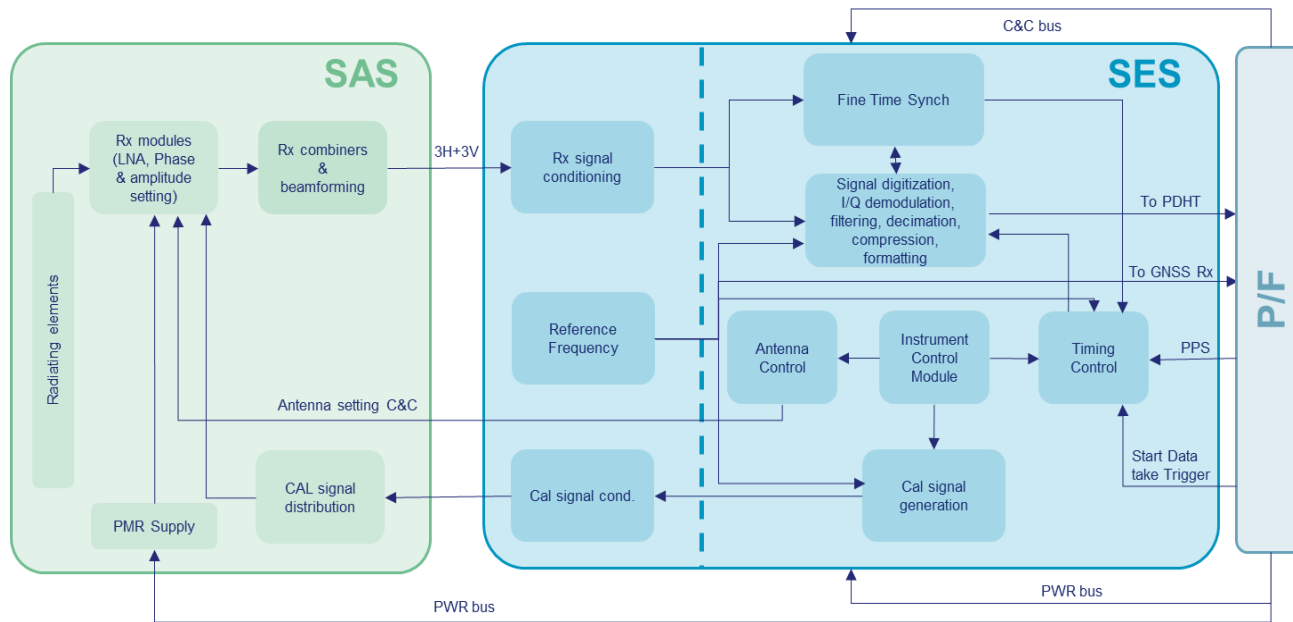 C&C bus
SAS
SES
Rx modules
(LNA, Phase
& amplitude
setting)
Rx combiners
&
beamforming
3H+3V
Rx signal
conditioning
Fine Time Synch
Signal digitization,
I/Q demodulation,
filtering, decimation,
compression,
formatting
To PDHT
To GNSS Rx
P/F
Radiating elements
Reference
Frequency
Antenna
Control
Instrument
Control
Module
Timing
Control
PPS
Antenna setting C&C
Start Data
take Trigger
CAL signal
distribution
Cal signal cond.
Cal signal
generation
PMR Supply
PWR bus
PWR bus